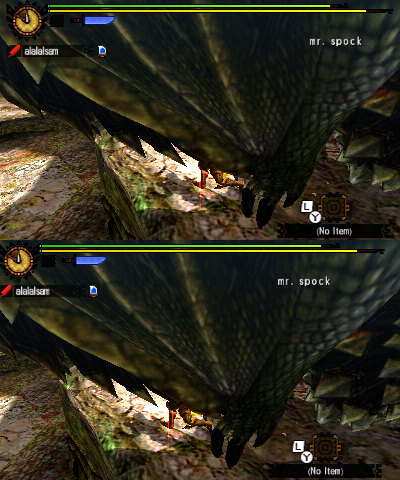 mr. spock
alalalsam
L
Y
(No Item)
mr. spock
alalalsam
L
Y
(No Item)